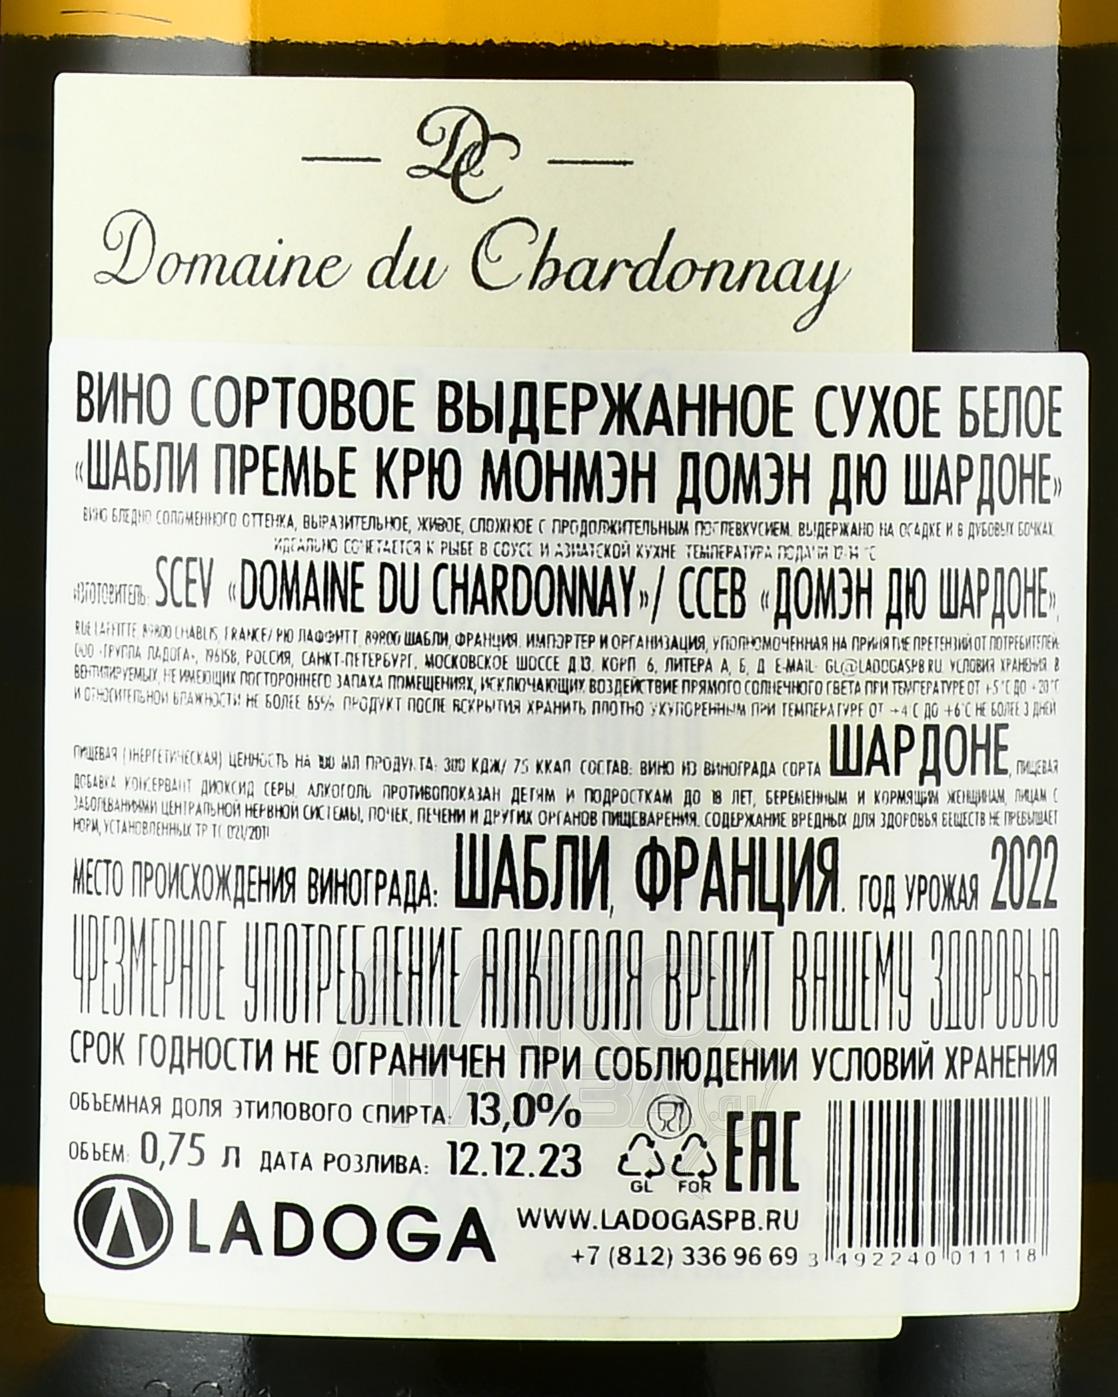 DC
Domaine du Chardonnay
ВИНО СОРТОВОЕ ВЫДЕРЖАННОЕ СУХОЕ БЕЛОЕ
«ШАБЛИ ПРЕМЬЕ КРЮ МОНМЭН ДОМЭН ДЮ ШАРДОНЕ»
ВИНО БЛЕДНО СОЛОМЕННОГО ОТТЕНКА, ВЫРАЗИТЕЛЬНОЕ, ЖИВОЕ, СЛОЖНОЕ С ПРОДОЛЖИТЕЛЬНЫМ ПОСЛЕВКУСИЕМ. ВЫДЕРЖАНО НА ОСАДКЕ И В ДУБОВЫХ БОЧКАХ.
ИДЕАЛЬНО СОЧЕТАЕТСЯ К РЫБЕ В СОУСЕ И АЗИАТСКОЙ КУХНЕ. ТЕМПЕРАТУРА ПОДАЧИ 12-14 °С
ИЗГОТОВИТЕЛЬ: SCEV «DOMAINE DU CHARDONNAY»/ ССЕВ «ДОМЭН ДЮ ШАРДОНЕ»,
RUE LAFFITTE, 89800 CHABLIS, FRANCE/ РЮ ЛАФФИТТ, 89800 ШАБЛИ, ФРАНЦИЯ. ИМПОРТЕР И ОРГАНИЗАЦИЯ, УПОЛНОМОЧЕННАЯ НА ПРИНЯТИЕ ПРЕТЕНЗИЙ ОТ ПОТРЕБИТЕЛЕЙ:
ООО «ГРУППА ЛАДОГА», 196158, РОССИЯ, САНКТ-ПЕТЕРБУРГ, МОСКОВСКОЕ ШОССЕ Д.13, КОРП. 6, ЛИТЕРА А, Б, Д. E-MAIL: GL@LADOGASPB.RU. УСЛОВИЯ ХРАНЕНИЯ: В
ВЕНТИЛИРУЕМЫХ, НЕ ИМЕЮЩИХ ПОСТОРОННЕГО ЗАПАХА ПОМЕЩЕНИЯХ, ИСКЛЮЧАЮЩИХ ВОЗДЕЙСТВИЕ ПРЯМОГО СОЛНЕЧНОГО СВЕТА ПРИ ТЕМПЕРАТУРЕ ОТ +5°С ДО +20°С
И ОТНОСИТЕЛЬНОЙ ВЛАЖНОСТИ НЕ БОЛЕЕ 85%. ПРОДУКТ ПОСЛЕ ВСКРЫТИЯ ХРАНИТЬ ПЛОТНО УКУПОРЕННЫМ ПРИ ТЕМПЕРАТУРЕ ОТ +4°С ДО +6°С НЕ БОЛЕЕ 3 ДНЕЙ
ПИЩЕВАЯ (ЭНЕРГЕТИЧЕСКАЯ) ЦЕННОСТЬ НА 100 МЛ ПРОДУКТА: 300 КДЖ/ 75 ККАЛ. СОСТАВ: ВИНО ИЗ ВИНОГРАДА СОРТА ШАРДОНЕ, ПИЩЕВАЯ
ДОБАВКА КОНСЕРВАНТ ДИОКСИД СЕРЫ. АЛКОГОЛЬ ПРОТИВОПОКАЗАН ДЕТЯМ И ПОДРОСТКАМ ДО 18 ЛЕТ, БЕРЕМЕННЫМ И КОРМЯЩИМ ЖЕНЩИНАМ, ЛИЦАМ С
ЗАБОЛЕВАНИЯМИ ЦЕНТРАЛЬНОЙ НЕРВНОЙ СИСТЕМЫ, ПОЧЕК, ПЕЧЕНИ И ДРУГИХ ОРГАНОВ ПИЩЕВАРЕНИЯ. СОДЕРЖАНИЕ ВРЕДНЫХ ДЛЯ ЗДОРОВЬЯ ВЕЩЕСТВ НЕ ПРЕВЫШАЕТ
НОРМ, УСТАНОВЛЕННЫХ ТР ТС 021/2011
МЕСТО ПРОИСХОЖДЕНИЯ ВИНОГРАДА: ШАБЛИ, ФРАНЦИЯ. ГОД УРОЖАЯ 2022
ЧРЕЗМЕРНОЕ УПОТРЕБЛЕНИЕ АЛКОГОЛЯ ВРЕДИТ ВАШЕМУ ЗДОРОВЬЮ
СРОК ГОДНОСТИ НЕ ОГРАНИЧЕН ПРИ СОБЛЮДЕНИИ УСЛОВИЙ ХРАНЕНИЯ
ОБЪЕМНАЯ ДОЛЯ ЭТИЛОВОГО СПИРТА: 13,0%
ОБЪЕМ: 0,75 Л ДАТА РОЗЛИВА: 12.12.23
GL FOR EAC
LADOGA
WWW.LADOGASPB.RU
+7 (812) 336 96 69
3 492240 011118
АЛКО ПЛАЗА.ru